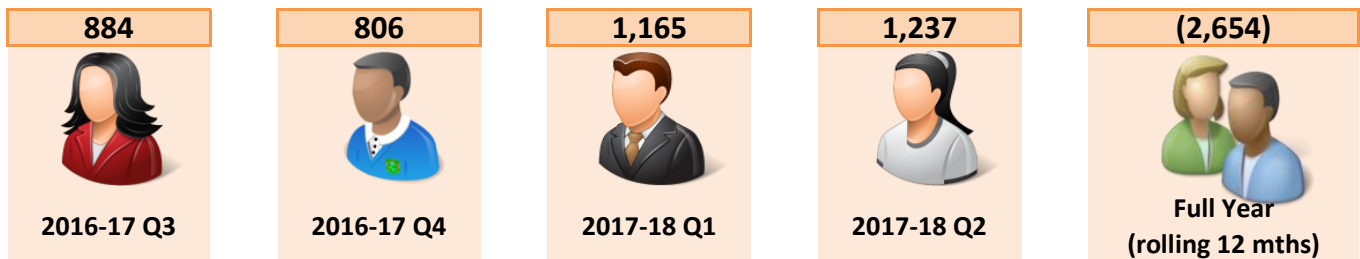 884 806 1,165 1,237 (2,654)
2016-17 Q3 2016-17 Q4 2017-18 Q1 2017-18 Q2 Full Year
(rolling 12 mths)